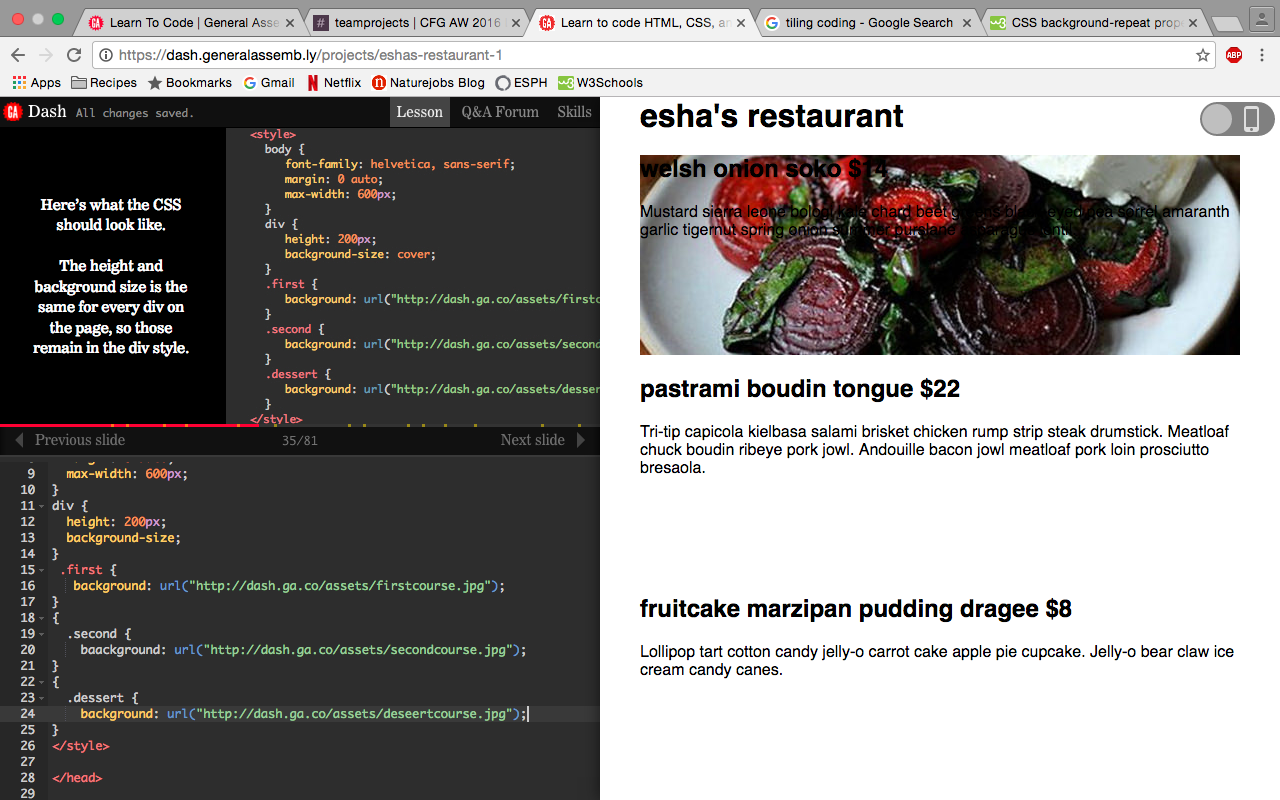 Learn To Code | General Asse
teamprojects | CFG AW 2016
Learn to code HTML, CSS, an
tiling coding - Google Search
CSS background-repeat prope
https://dash.generalassemb.ly/projects/eshas-restaurant-1
ABP
Apps Recipes Bookmarks Gmail Netflix Naturejobs Blog ESPH W3Schools
GA Dash All changes saved. Lesson Q&A Forum Skills
Here's what the CSS
should look like.
The height and
background size is the
same for every div on
the page, so those
remain in the div style.
<style>
body {
font-family: helvetica, sans-serif;
margin: 0 auto;
max-width: 600px;
}
div {
height: 200px;
background-size: cover;
}
.first {
background: url("http://dash.ga.co/assets/firstc
}
.second {
background: url("http://dash.ga.co/assets/second
}
.dessert {
background: url("http://dash.ga.co/assets/desser
}
</style>
Previous slide 35/81 Next slide
9 max-width: 600px;
10 }
11 div {
12 height: 200px;
13 background-size;
14 }
15 .first {
16 background: url("http://dash.ga.co/assets/firstcourse.jpg");
17 }
18 {
19 .second {
20 baackground: url("http://dash.ga.co/assets/secondcourse.jpg");
21 }
22 {
23 .dessert {
24 background: url("http://dash.ga.co/assets/deseertcourse.jpg");
25 }
26 </style>
27
28 </head>
29
esha's restaurant
welsh onion soko $14
Mustard sierra leone bologi kale chard beet greens black-eyed pea sorrel amaranth
garlic tigernut spring onion summer purslane
pastrami boudin tongue $22
Tri-tip capicola kielbasa salami brisket chicken rump strip steak drumstick. Meatloaf
chuck boudin ribeye pork jowl. Andouille bacon jowl meatloaf pork loin prosciutto
bresaola.
fruitcake marzipan pudding dragee $8
Lollipop tart cotton candy jelly-o carrot cake apple pie cupcake. Jelly-o bear claw ice
cream candy canes.